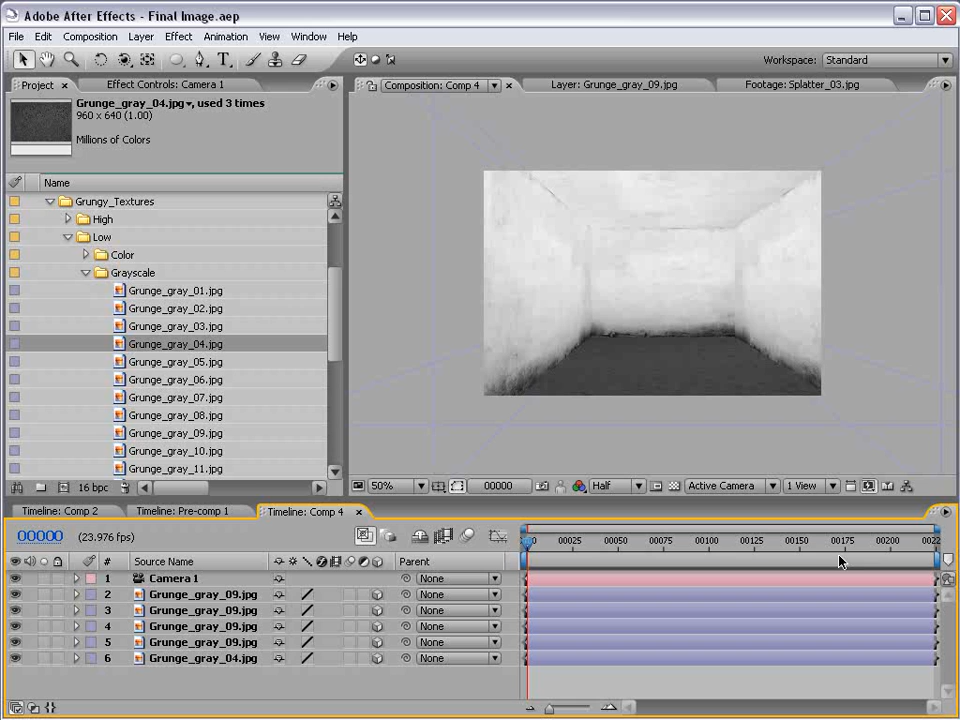 Adobe After Effects - Final Image.aep
File Edit Composition Layer Effect Animation View Window Help
Workspace: Standard
Project Effect Controls: Camera 1
Composition: Comp 4 Layer: Grunge_gray_09.jpg Footage: Splatter_03.jpg
Grunge_gray_04.jpg, used 3 times
960 x 640 (1.00)
Millions of Colors
Name
Grungy_Textures
High
Low
Color
Grayscale
Grunge_gray_01.jpg
Grunge_gray_02.jpg
Grunge_gray_03.jpg
Grunge_gray_04.jpg
Grunge_gray_05.jpg
Grunge_gray_06.jpg
Grunge_gray_07.jpg
Grunge_gray_08.jpg
Grunge_gray_09.jpg
Grunge_gray_10.jpg
Grunge_gray_11.jpg
16 bpc
50% 00000 Half Active Camera 1 View
Timeline: Comp 2 Timeline: Pre-comp 1 Timeline: Comp 4
00000 (23.976 fps)
00025 00050 00075 00100 00125 00150 00175 00200
# Source Name Parent
1 Camera 1 None
2 Grunge_gray_09.jpg None
3 Grunge_gray_09.jpg None
4 Grunge_gray_09.jpg None
5 Grunge_gray_09.jpg None
6 Grunge_gray_04.jpg None